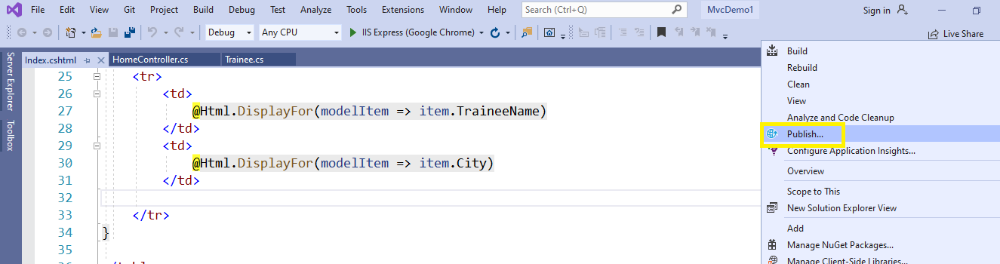 File Edit View Git Project Build Debug Test Analyze Tools Extensions Window Help Search (Ctrl+Q) MvcDemo1 Sign in
Debug Any CPU IIS Express (Google Chrome) Live Share
Server Explorer
Toolbox
Index.cshtml HomeController.cs Trainee.cs
25 <tr>
26 <td>
27 @Html.DisplayFor(modelItem => item.TraineeName)
28 </td>
29 <td>
30 @Html.DisplayFor(modelItem => item.City)
31 </td>
32
33 </tr>
34 }
35
Build
Rebuild
Clean
View
Analyze and Code Cleanup
Publish...
Configure Application Insights...
Overview
Scope to This
New Solution Explorer View
Add
Manage NuGet Packages...
Manage Client-Side Libraries...